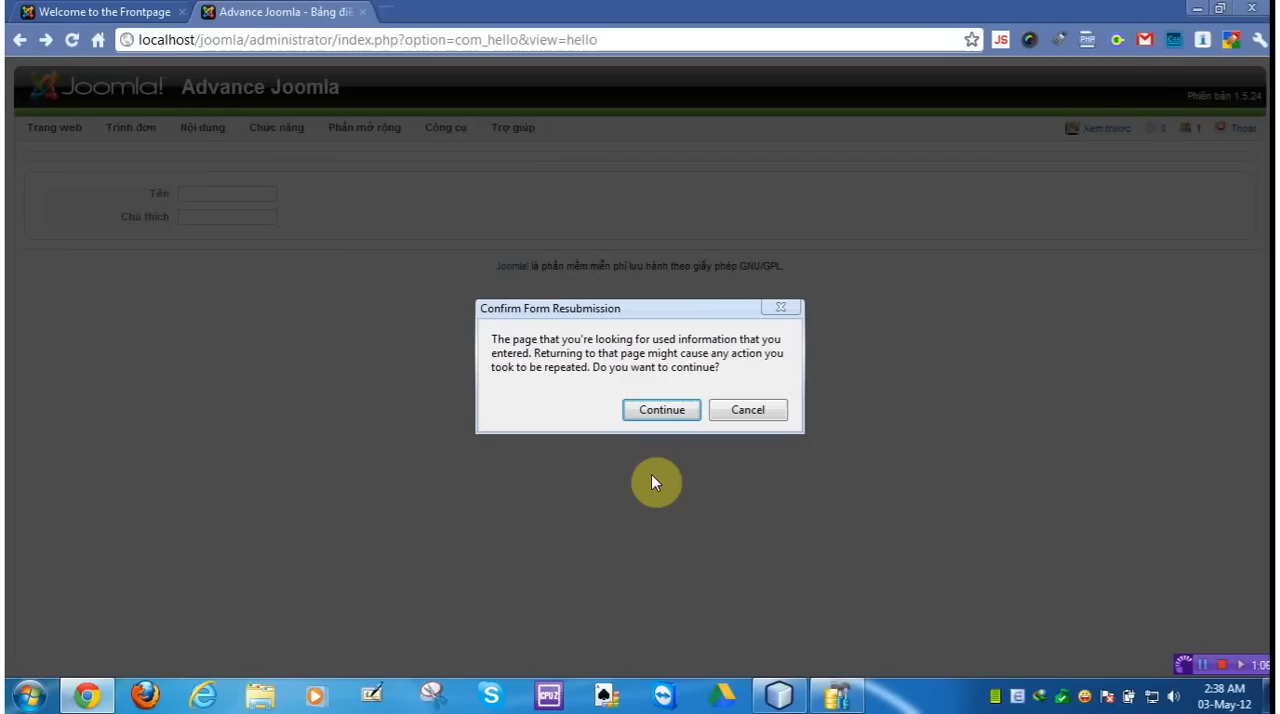 Welcome to the Frontpage
Advance Joomla - Bảng điề
localhost/joomla/administrator/index.php?option=com_hello&view=hello
JS
PHP
Joomla! Advance Joomla
Phiên bản 1.5.24
Trang web Trình đơn Nội dung Chức năng Phần mở rộng Công cụ Trợ giúp
Xem trước 0 1 Thoát
Tên
Chú thích
Joomla! là phần mềm miễn phí lưu hành theo giấy phép GNU/GPL.
Confirm Form Resubmission
The page that you're looking for used information that you
entered. Returning to that page might cause any action you
took to be repeated. Do you want to continue?
Continue Cancel
1:06
CPU-Z
2:38 AM
03-May-12